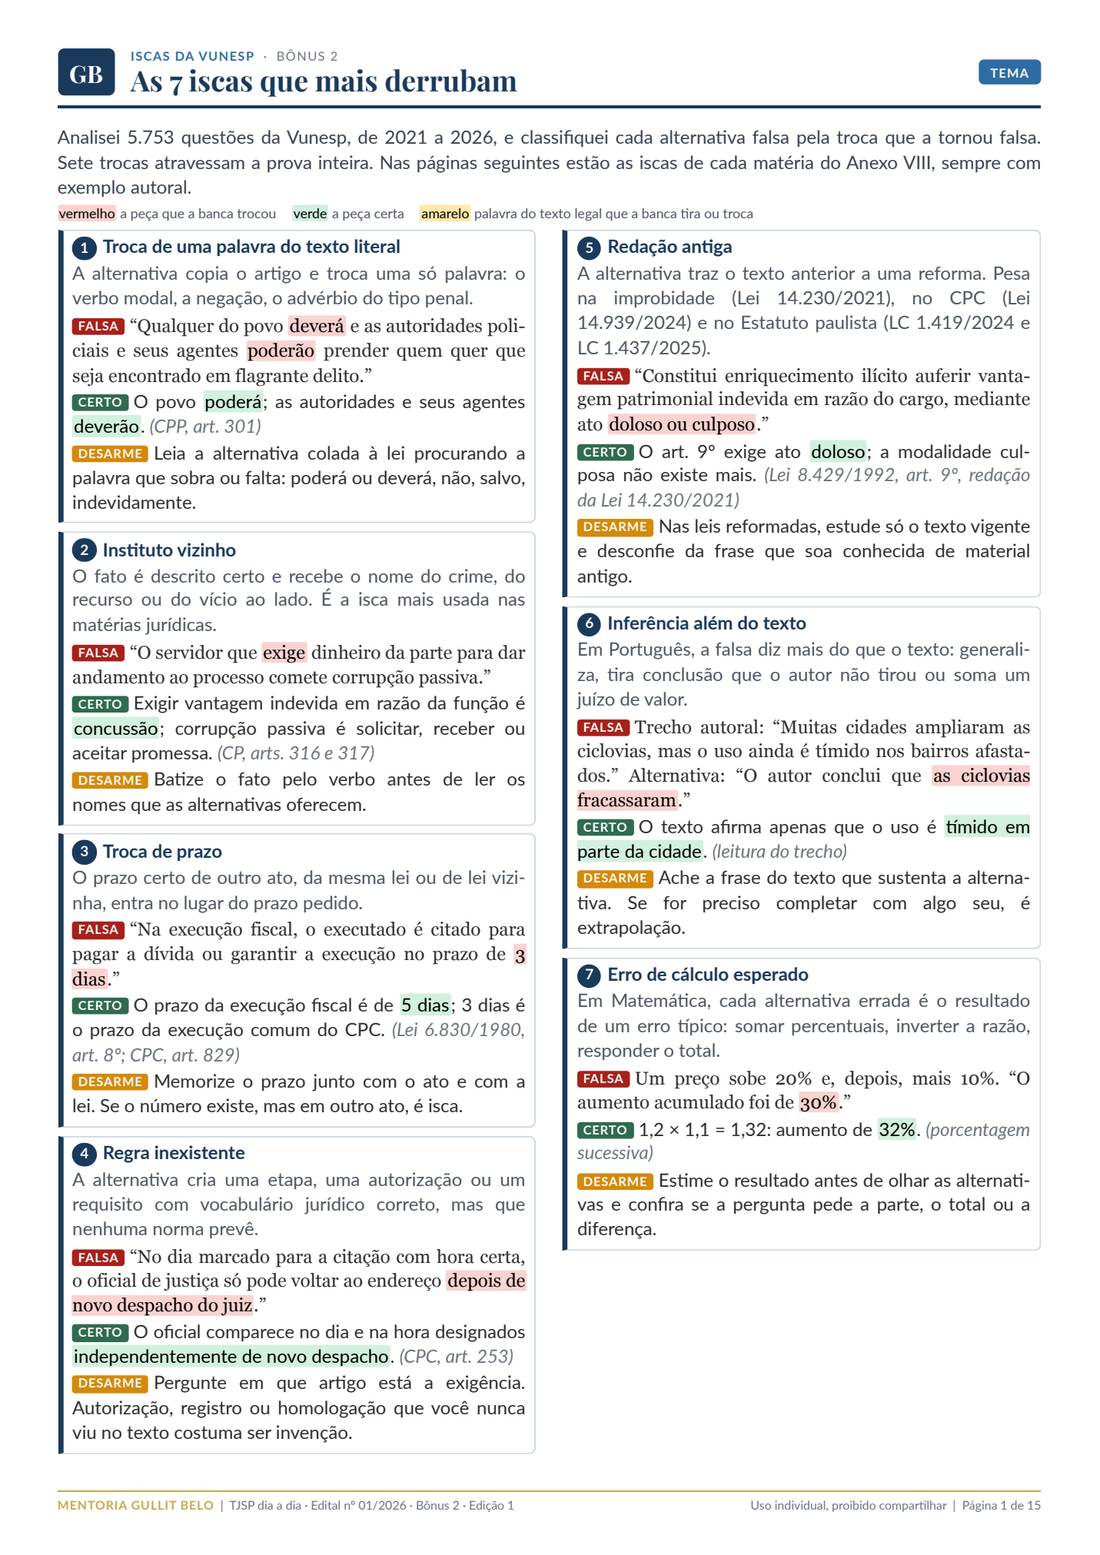 GB
ISCAS DA VUNESP · BÔNUS 2
As 7 iscas que mais derrubam
TEMA
Analisei 5.753 questões da Vunesp, de 2021 a 2026, e classifiquei cada alternativa falsa pela troca que a tornou falsa.
Sete trocas atravessam a prova inteira. Nas páginas seguintes estão as iscas de cada matéria do Anexo VIII, sempre com
exemplo autoral.
vermelho a peça que a banca trocou verde a peça certa amarelo palavra do texto legal que a banca tira ou troca
1 Troca de uma palavra do texto literal
A alternativa copia o artigo e troca uma só palavra: o
verbo modal, a negação, o advérbio do tipo penal.
FALSA “Qualquer do povo deverá e as autoridades poli-
ciais e seus agentes poderão prender quem quer que
seja encontrado em flagrante delito.”
CERTO O povo poderá; as autoridades e seus agentes
deverão. (CPP, art. 301)
DESARME Leia a alternativa colada à lei procurando a
palavra que sobra ou falta: poderá ou deverá, não, salvo,
indevidamente.
2 Instituto vizinho
O fato é descrito certo e recebe o nome do crime, do
recurso ou do vício ao lado. É a isca mais usada nas
matérias jurídicas.
FALSA “O servidor que exige dinheiro da parte para dar
andamento ao processo comete corrupção passiva.”
CERTO Exigir vantagem indevida em razão da função é
concussão; corrupção passiva é solicitar, receber ou
aceitar promessa. (CP, arts. 316 e 317)
DESARME Batize o fato pelo verbo antes de ler os
nomes que as alternativas oferecem.
3 Troca de prazo
O prazo certo de outro ato, da mesma lei ou de lei vizi-
nha, entra no lugar do prazo pedido.
FALSA “Na execução fiscal, o executado é citado para
pagar a dívida ou garantir a execução no prazo de 3
dias.”
CERTO O prazo da execução fiscal é de 5 dias; 3 dias é
o prazo da execução comum do CPC. (Lei 6.830/1980,
art. 8º; CPC, art. 829)
DESARME Memorize o prazo junto com o ato e com a
lei. Se o número existe, mas em outro ato, é isca.
4 Regra inexistente
A alternativa cria uma etapa, uma autorização ou um
requisito com vocabulário jurídico correto, mas que
nenhuma norma prevê.
FALSA “No dia marcado para a citação com hora certa,
o oficial de justiça só pode voltar ao endereço depois de
novo despacho do juiz.”
CERTO O oficial comparece no dia e na hora designados
independentemente de novo despacho. (CPC, art. 253)
DESARME Pergunte em que artigo está a exigência.
Autorização, registro ou homologação que você nunca
viu no texto costuma ser invenção.
5 Redação antiga
A alternativa traz o texto anterior a uma reforma. Pesa
na improbidade (Lei 14.230/2021), no CPC (Lei
14.939/2024) e no Estatuto paulista (LC 1.419/2024 e
LC 1.437/2025).
FALSA “Constitui enriquecimento ilícito auferir vanta-
gem patrimonial indevida em razão do cargo, mediante
ato doloso ou culposo.”
CERTO O art. 9º exige ato doloso; a modalidade cul-
posa não existe mais. (Lei 8.429/1992, art. 9º, redação
da Lei 14.230/2021)
DESARME Nas leis reformadas, estude só o texto vigente
e desconfie da frase que soa conhecida de material
antigo.
6 Inferência além do texto
Em Português, a falsa diz mais do que o texto: generali-
za, tira conclusão que o autor não tirou ou soma um
juízo de valor.
FALSA Trecho autoral: “Muitas cidades ampliaram as
ciclovias, mas o uso ainda é tímido nos bairros afasta-
dos.” Alternativa: “O autor conclui que as ciclovias
fracassaram.”
CERTO O texto afirma apenas que o uso é tímido em
parte da cidade. (leitura do trecho)
DESARME Ache a frase do texto que sustenta a alterna-
tiva. Se for preciso completar com algo seu, é
extrapolação.
7 Erro de cálculo esperado
Em Matemática, cada alternativa errada é o resultado
de um erro típico: somar percentuais, inverter a razão,
responder o total.
FALSA Um preço sobe 20% e, depois, mais 10%. “O
aumento acumulado foi de 30%.”
CERTO 1,2 × 1,1 = 1,32: aumento de 32%. (porcentagem
sucessiva)
DESARME Estime o resultado antes de olhar as alternati-
vas e confira se a pergunta pede a parte, o total ou a
diferença.
MENTORIA GULLIT BELO | TJSP dia a dia · Edital nº 01/2026 · Bônus 2 · Edição 1
Uso individual, proibido compartilhar | Página 1 de 15